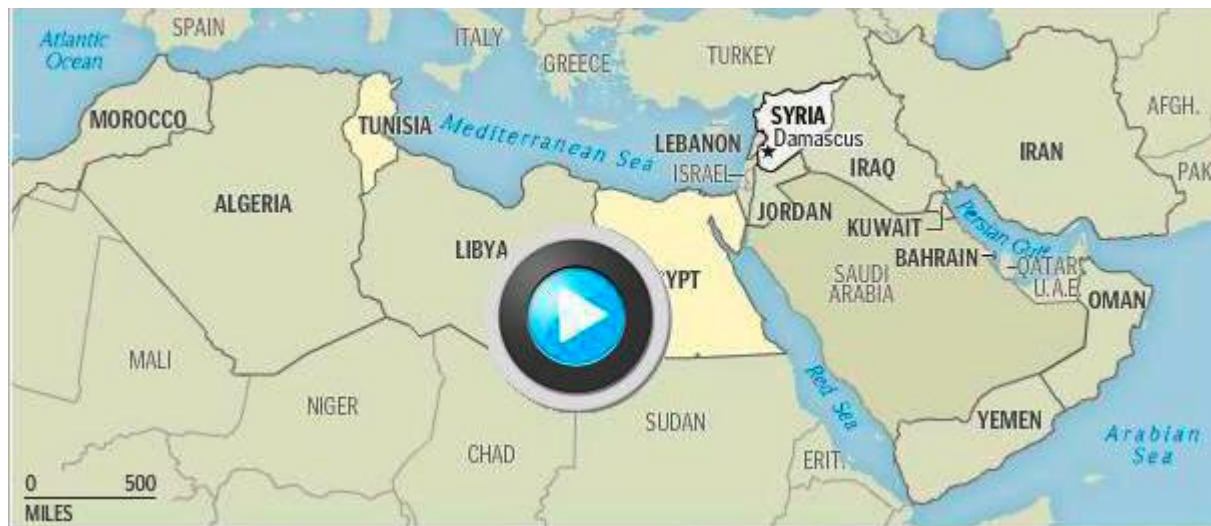 Atlantic
Ocean
SPAIN
ITALY
GREECE
TURKEY
AFGH.
MOROCCO
TUNISIA
Mediterranean Sea
LEBANON
SYRIA
Damascus
ISRAEL
IRAQ
IRAN
PAK
ALGERIA
LIBYA
JORDAN
KUWAIT
Persian Gulf
BAHRAIN
QATAR
U.A.E.
SAUDI
ARABIA
OMAN
YPT
MALI
NIGER
CHAD
SUDAN
Red Sea
ERIT.
YEMEN
Arabian
Sea
0 500
MILES